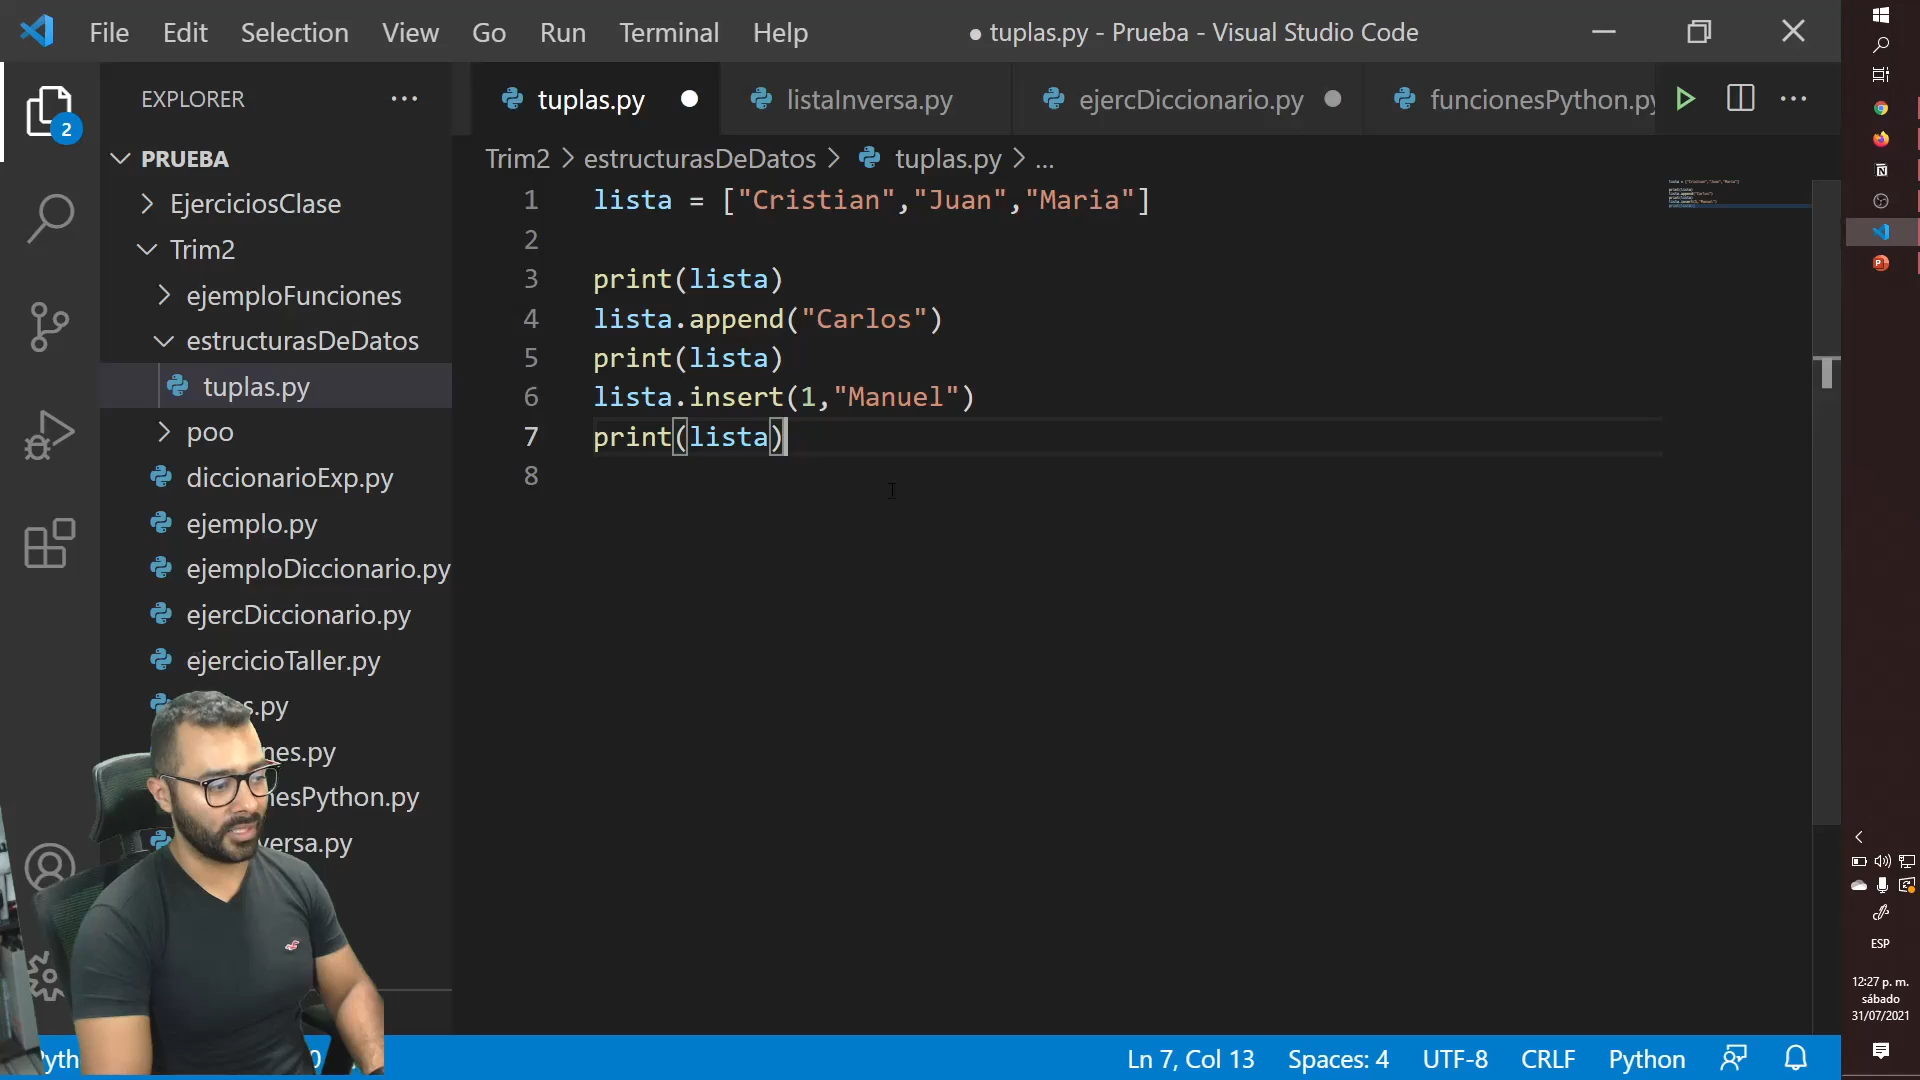 File Edit Selection View Go Run Terminal Help
● tuplas.py - Prueba - Visual Studio Code
EXPLORER
2
PRUEBA
EjerciciosClase
Trim2
ejemploFunciones
estructurasDeDatos
tuplas.py
poo
diccionarioExp.py
ejemplo.py
ejemploDiccionario.py
ejercDiccionario.py
ejercicioTaller.py
s.py
nes.py
nesPython.py
versa.py
tuplas.py listaInversa.py ejercDiccionario.py funcionesPython.py
Trim2 > estructurasDeDatos > tuplas.py > ...
1 lista = ["Cristian","Juan","Maria"]
2
3 print(lista)
4 lista.append("Carlos")
5 print(lista)
6 lista.insert(1,"Manuel")
7 print(lista)
8
Pyth 0
Ln 7, Col 13 Spaces: 4 UTF-8 CRLF Python
ESP
12:27 p. m.
sábado
31/07/2021